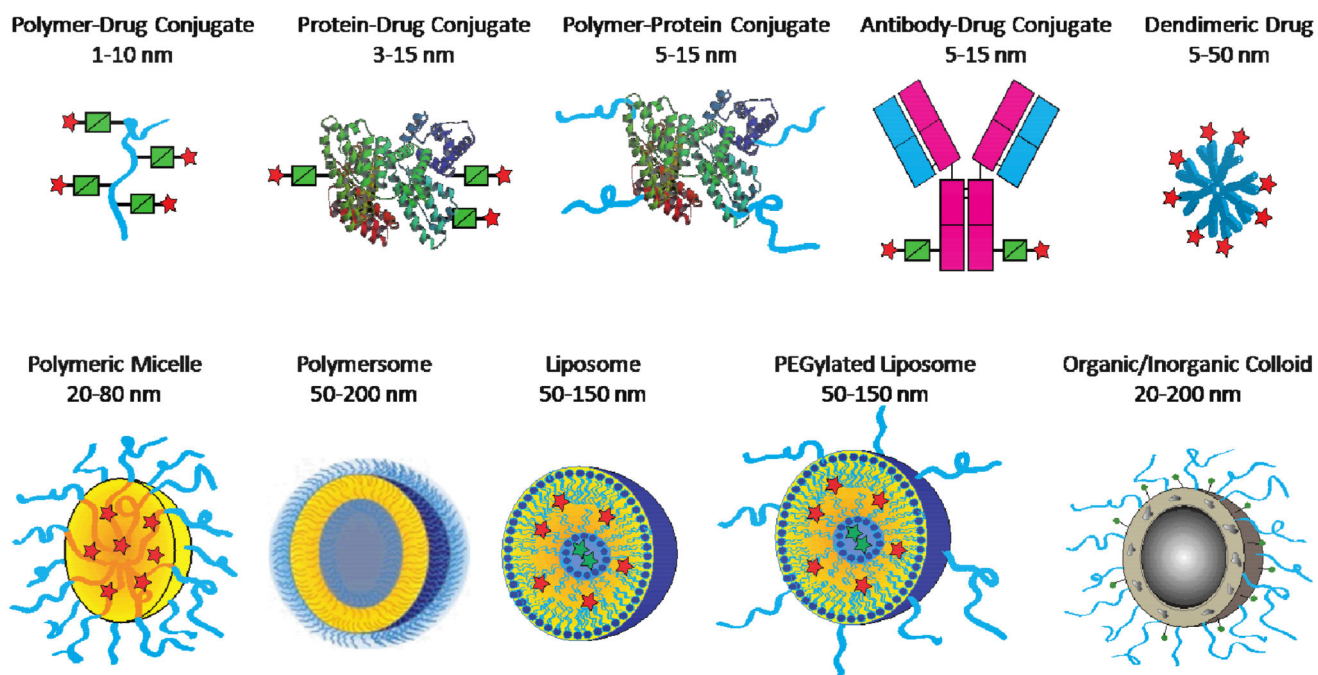 Polymer-Drug Conjugate
1-10 nm
Protein-Drug Conjugate
3-15 nm
Polymer-Protein Conjugate
5-15 nm
Antibody-Drug Conjugate
5-15 nm
Dendimeric Drug
5-50 nm
Polymeric Micelle
20-80 nm
Polymersome
50-200 nm
Liposome
50-150 nm
PEGylated Liposome
50-150 nm
Organic/Inorganic Colloid
20-200 nm